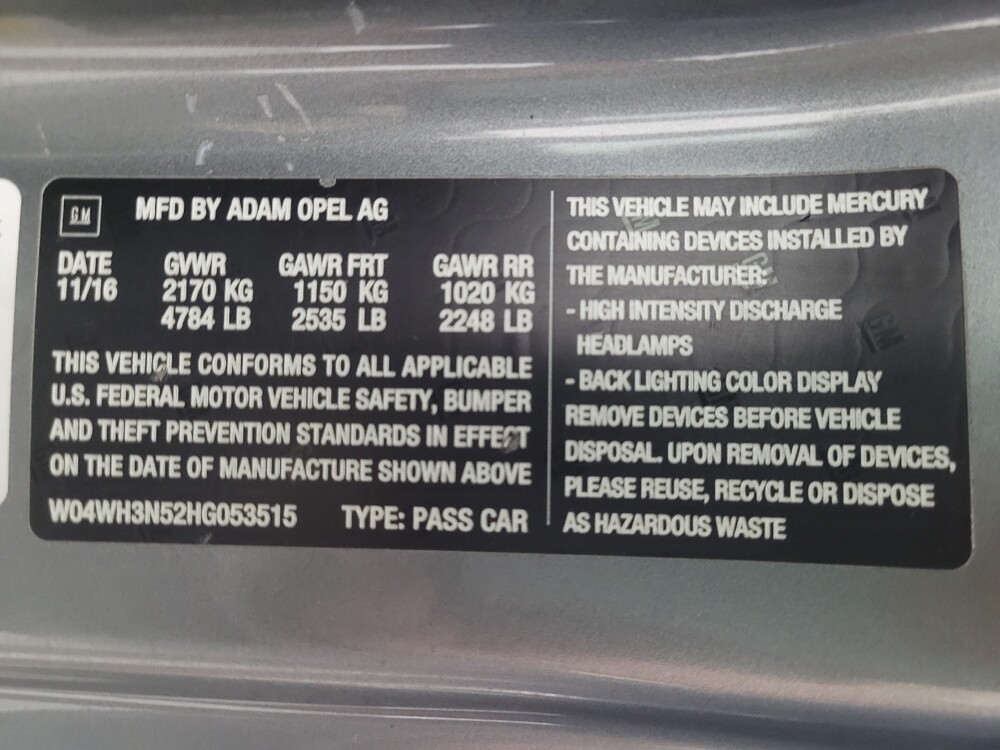 GM
MFD BY ADAM OPEL AG
DATE GVWR GAWR FRT GAWR RR
11/16 2170 KG 1150 KG 1020 KG
4784 LB 2535 LB 2248 LB
THIS VEHICLE CONFORMS TO ALL APPLICABLE
U.S. FEDERAL MOTOR VEHICLE SAFETY, BUMPER
AND THEFT PREVENTION STANDARDS IN EFFECT
ON THE DATE OF MANUFACTURE SHOWN ABOVE
W04WH3N52HG053515 TYPE: PASS CAR
THIS VEHICLE MAY INCLUDE MERCURY
CONTAINING DEVICES INSTALLED BY
THE MANUFACTURER:
- HIGH INTENSITY DISCHARGE
HEADLAMPS
- BACK LIGHTING COLOR DISPLAY
REMOVE DEVICES BEFORE VEHICLE
DISPOSAL. UPON REMOVAL OF DEVICES,
PLEASE REUSE, RECYCLE OR DISPOSE
AS HAZARDOUS WASTE